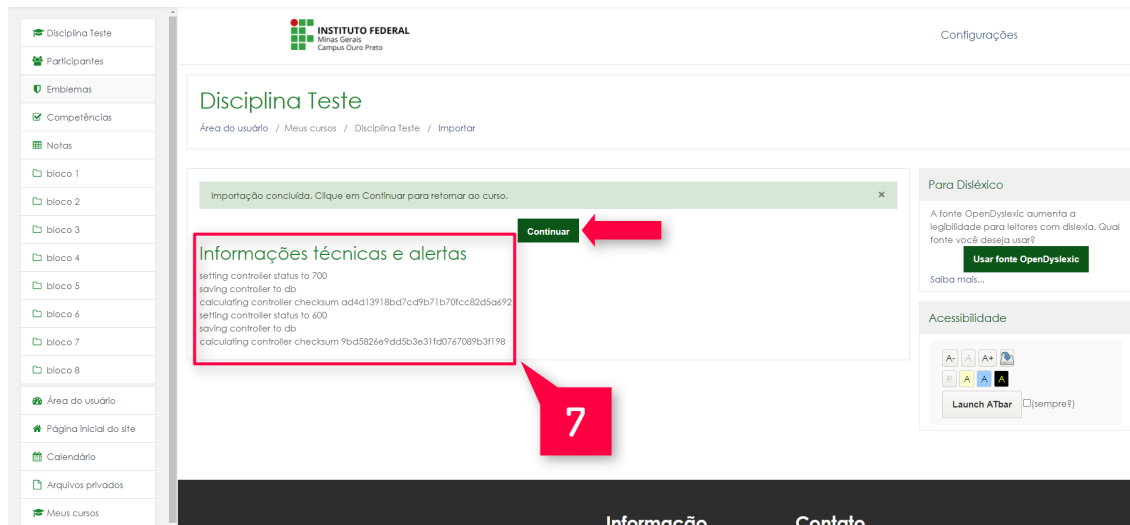 Disciplina Teste
Participantes
Emblemas
Competências
Notas
bloco 1
bloco 2
bloco 3
bloco 4
bloco 5
bloco 6
bloco 7
bloco 8
Área do usuário
Página inicial do site
Calendário
Arquivos privados
Meus cursos
INSTITUTO FEDERAL
Minas Gerais
Campus Ouro Preto
Configurações
Disciplina Teste
Área do usuário / Meus cursos / Disciplina Teste / Importar
Importação concluída. Clique em Continuar para retornar ao curso. ×
Continuar
Informações técnicas e alertas
setting controller status to 700
saving controller to db
calculating controller checksum ad4d13918bd7cd9b71b70fcc82d5a692
setting controller status to 600
saving controller to db
calculating controller checksum 9bd5826e9dd5b3e31fd0767089b3f198
7
Para Disléxico
A fonte OpenDyslexic aumenta a
legibilidade para leitores com dislexia. Qual
fonte você deseja usar?
Usar fonte OpenDyslexic
Saiba mais...
Acessibilidade
A- A A+
R A A A
Launch ATbar (sempre?)
Informação Contato